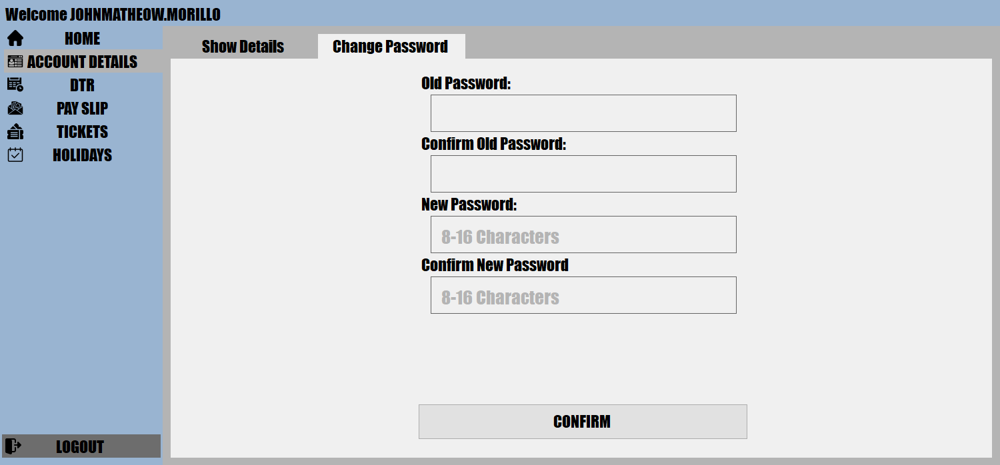 Welcome JOHNMATHEOW.MORILLO
HOME
ACCOUNT DETAILS
DTR
PAY SLIP
TICKETS
HOLIDAYS
LOGOUT
Show Details
Change Password
Old Password:
Confirm Old Password:
New Password:
8-16 Characters
Confirm New Password
8-16 Characters
CONFIRM